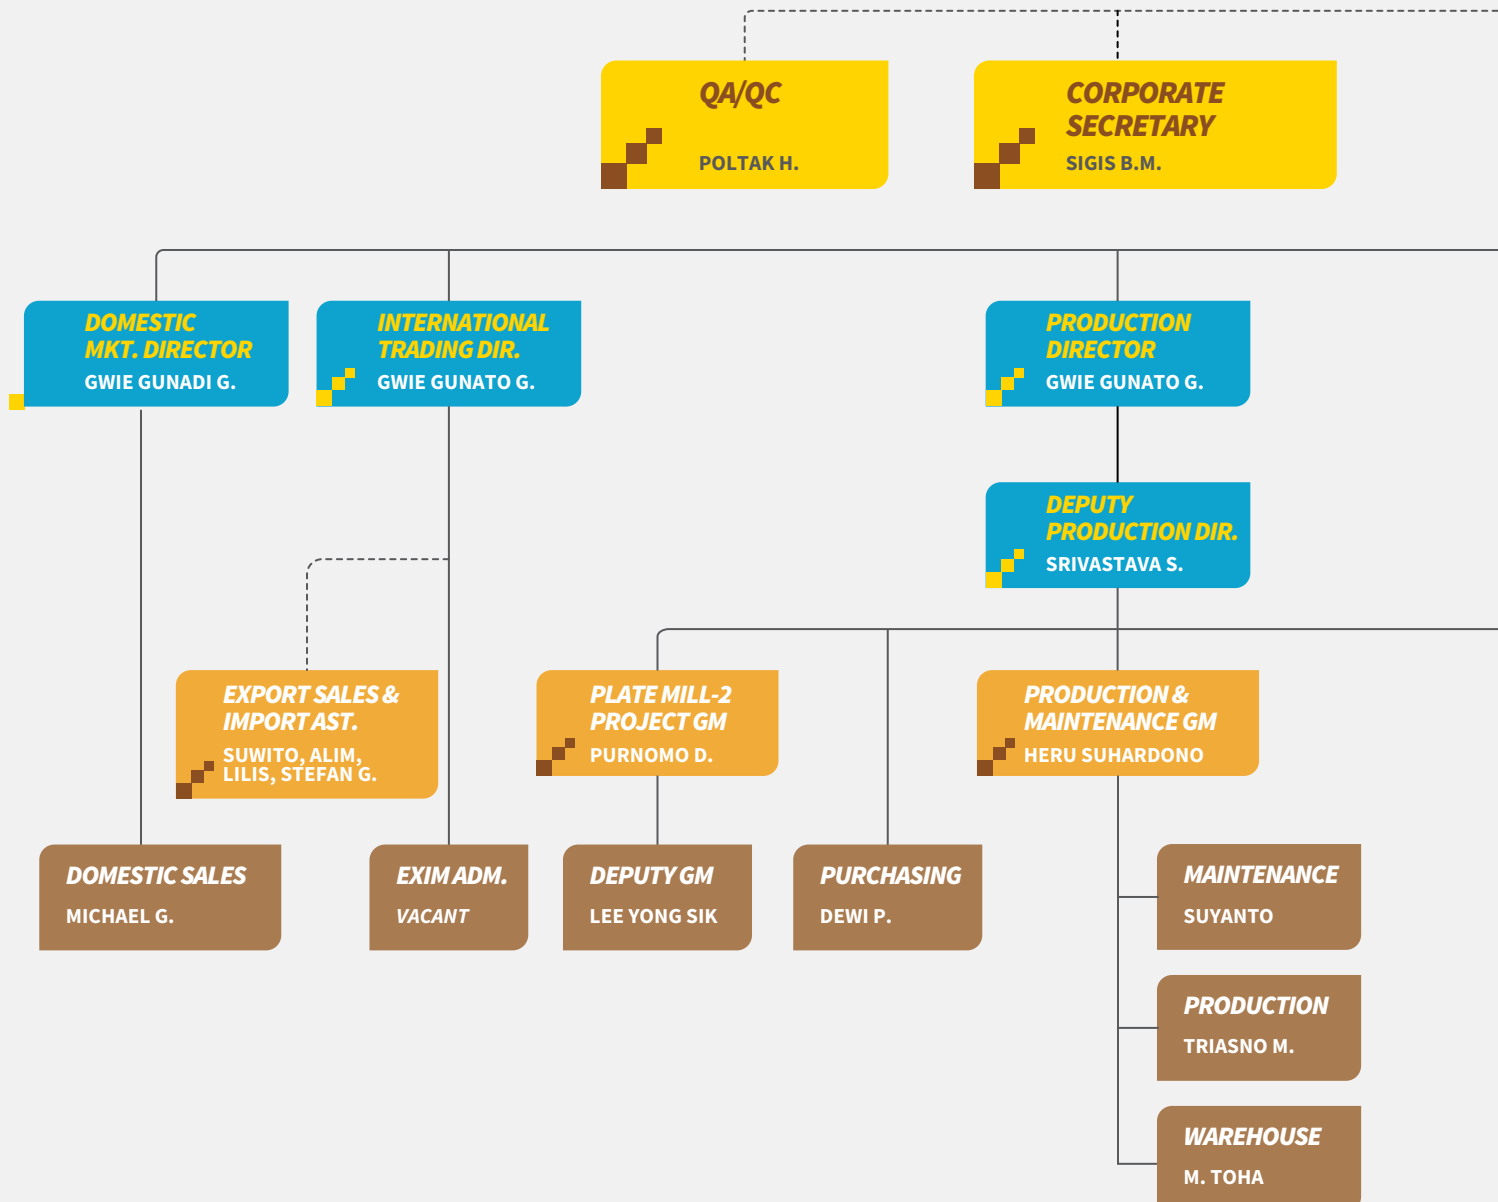 QA/QC
POLTAK H.
CORPORATE
SECRETARY
SIGIS B.M.
DOMESTIC
MKT. DIRECTOR
GWIE GUNADI G.
INTERNATIONAL
TRADING DIR.
GWIE GUNATO G.
PRODUCTION
DIRECTOR
GWIE GUNATO G.
DEPUTY
PRODUCTION DIR.
SRIVASTAVA S.
EXPORT SALES &
IMPORT AST.
SUWITO, ALIM,
LILIS, STEFAN G.
PLATE MILL-2
PROJECT GM
PURNOMO D.
PRODUCTION &
MAINTENANCE GM
HERU SUHARDONO
DOMESTIC SALES
MICHAEL G.
EXIM ADM.
VACANT
DEPUTY GM
LEE YONG SIK
PURCHASING
DEWI P.
MAINTENANCE
SUYANTO
PRODUCTION
TRIASNO M.
WAREHOUSE
M. TOHA